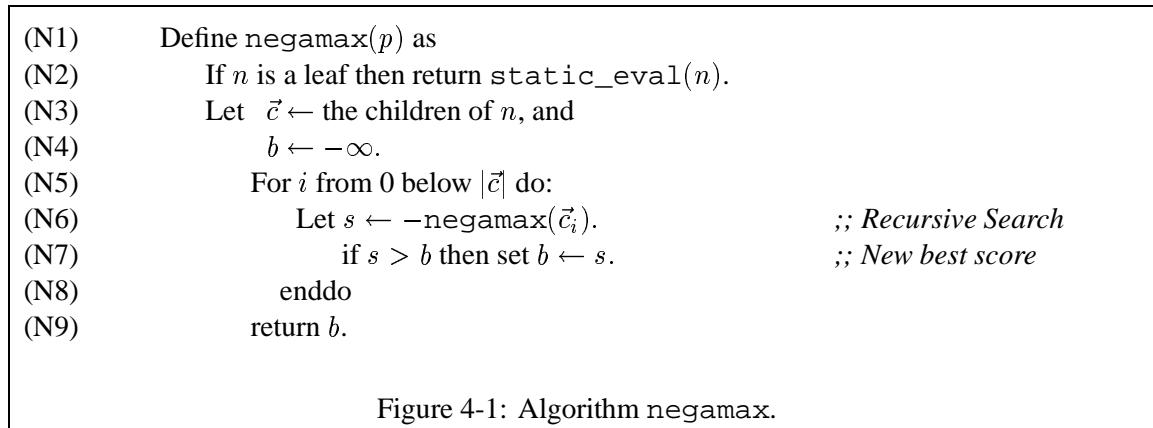 (N1) Define negamax(p) as
(N2) If n is a leaf then return static_eval(n).
(N3) Let c⃗ ← the children of n, and
(N4) b ← −∞.
(N5) For i from 0 below |c⃗| do:
(N6) Let s ← −negamax(c⃗ᵢ). ;; Recursive Search
(N7) if s > b then set b ← s. ;; New best score
(N8) enddo
(N9) return b.
Figure 4-1: Algorithm negamax.